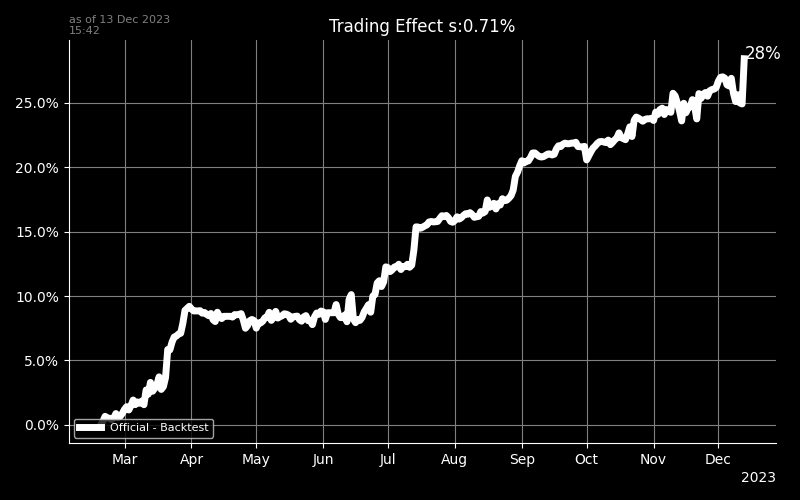 as of 13 Dec 2023
15:42
Trading Effect s:0.71%
28%
25.0%
20.0%
15.0%
10.0%
5.0%
0.0%
Official - Backtest
Mar Apr May Jun Jul Aug Sep Oct Nov Dec
2023